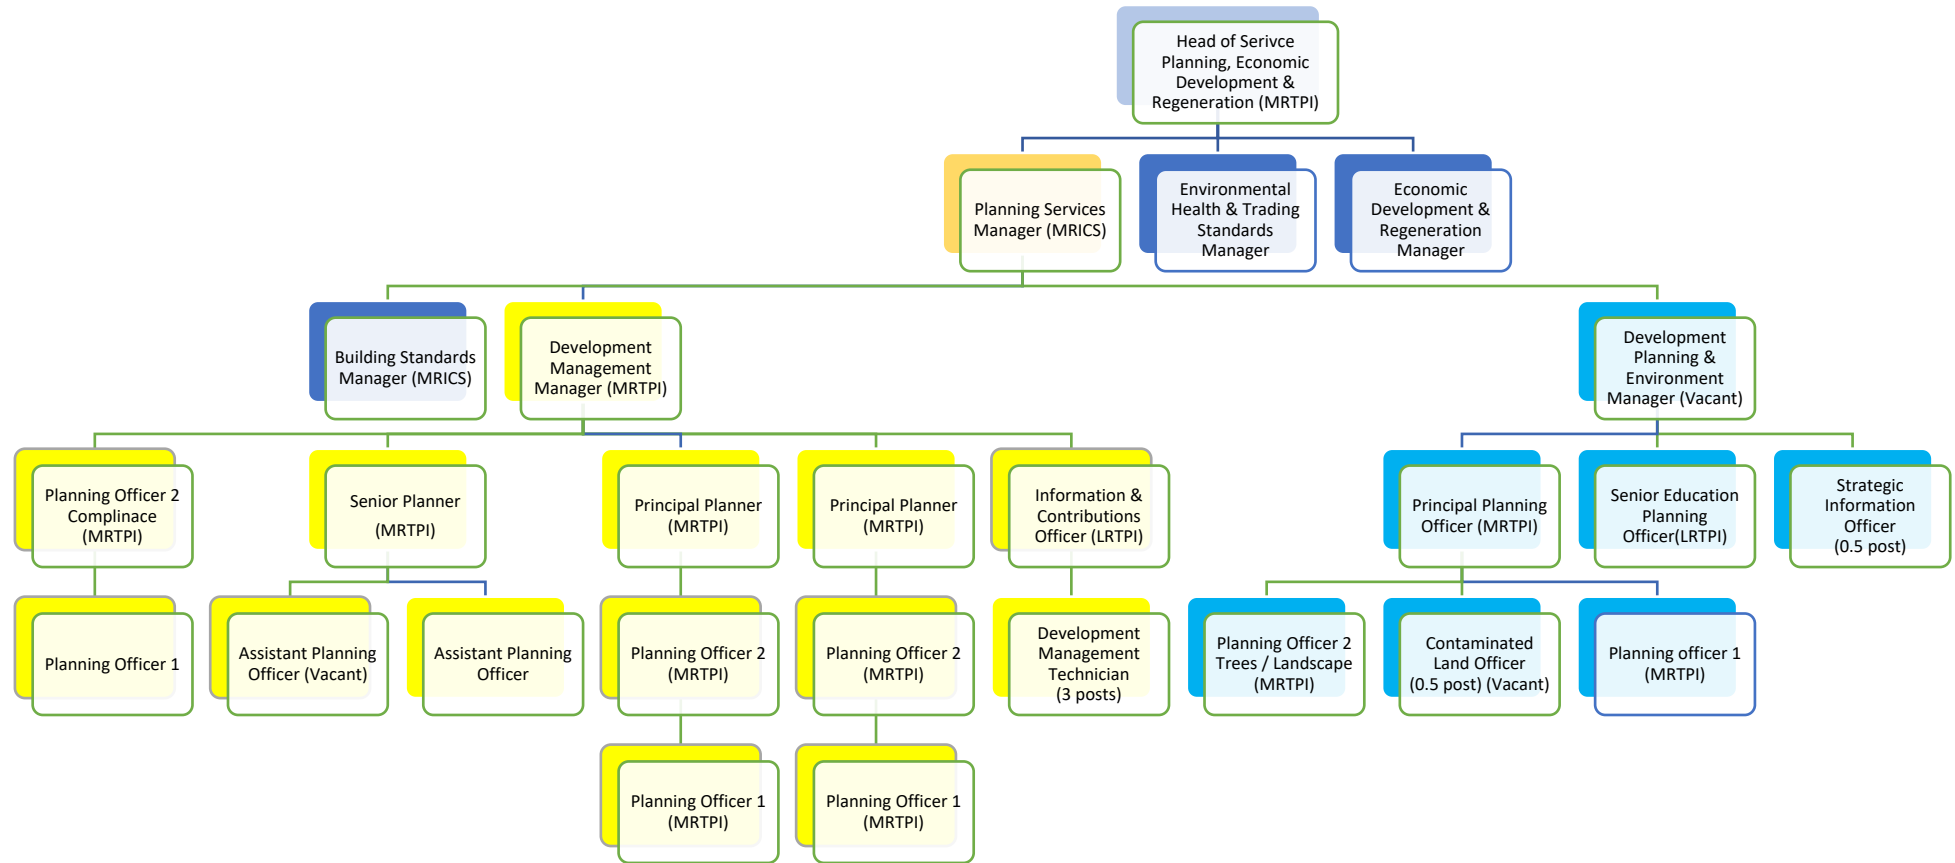 Head of Serivce
Planning, Economic
Development &
Regeneration (MRTPI)
Planning Services
Manager (MRICS)
Environmental
Health & Trading
Standards
Manager
Economic
Development &
Regeneration
Manager
Building Standards
Manager (MRICS)
Development
Management
Manager (MRTPI)
Development
Planning &
Environment
Manager (Vacant)
Planning Officer 2
Complinace
(MRTPI)
Senior Planner
(MRTPI)
Principal Planner
(MRTPI)
Principal Planner
(MRTPI)
Information &
Contributions
Officer (LRTPI)
Principal Planning
Officer (MRTPI)
Senior Education
Planning
Officer(LRTPI)
Strategic
Information
Officer
(0.5 post)
Planning Officer 1
Assistant Planning
Officer (Vacant)
Assistant Planning
Officer
Planning Officer 2
(MRTPI)
Planning Officer 2
(MRTPI)
Development
Management
Technician
(3 posts)
Planning Officer 2
Trees / Landscape
(MRTPI)
Contaminated
Land Officer
(0.5 post) (Vacant)
Planning officer 1
(MRTPI)
Planning Officer 1
(MRTPI)
Planning Officer 1
(MRTPI)